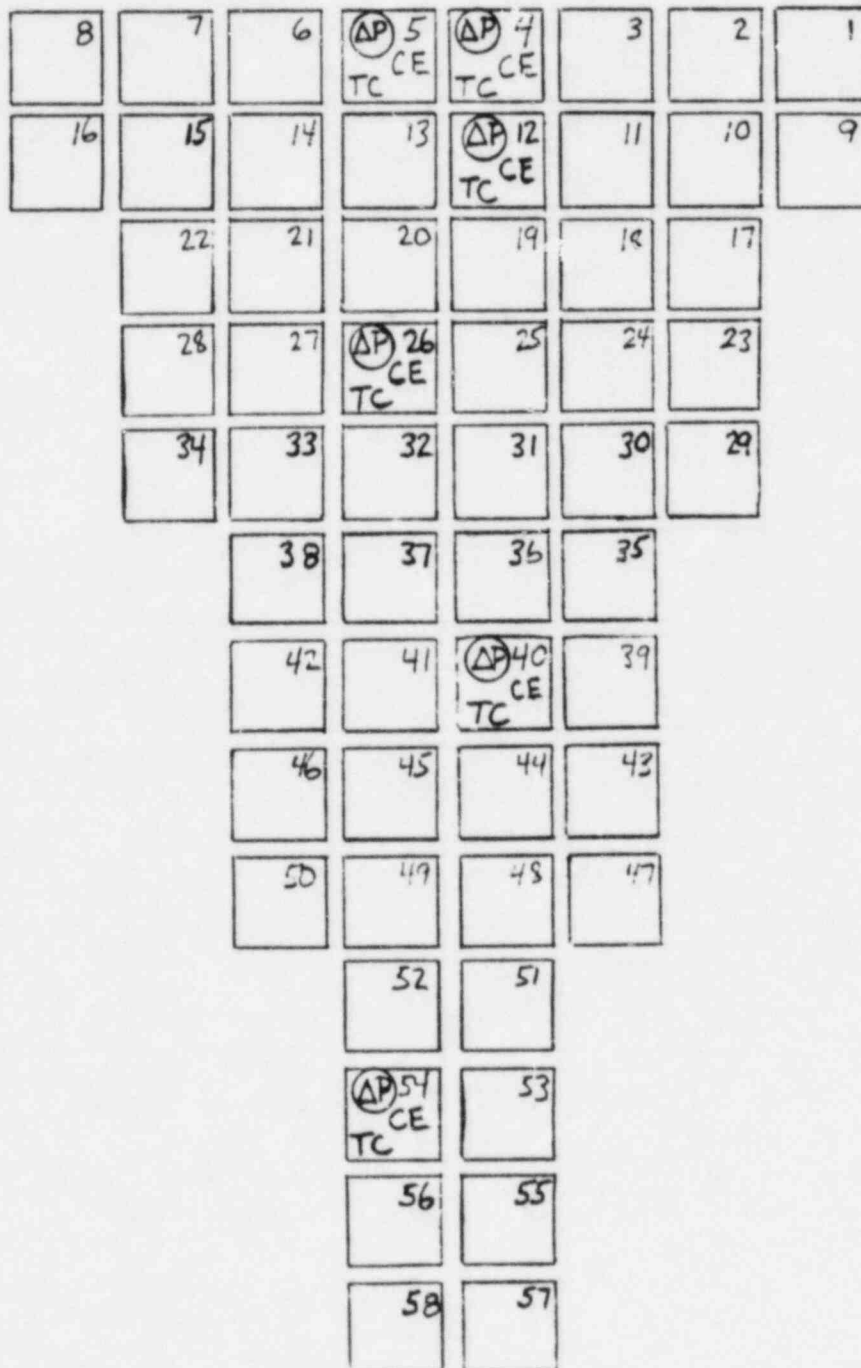 8 7 6 ΔP 5 ΔP 4 3 2 1
CE CE
TC TC
16 15 14 13 ΔP 12 11 10 9
CE
TC
22 21 20 19 18 17
28 27 ΔP 26 25 24 23
CE
TC
34 33 32 31 30 29
38 37 36 35
42 41 ΔP 40 39
CE
TC
46 45 44 43
50 49 48 47
52 51
ΔP 54 53
CE
TC
56 55
58 57